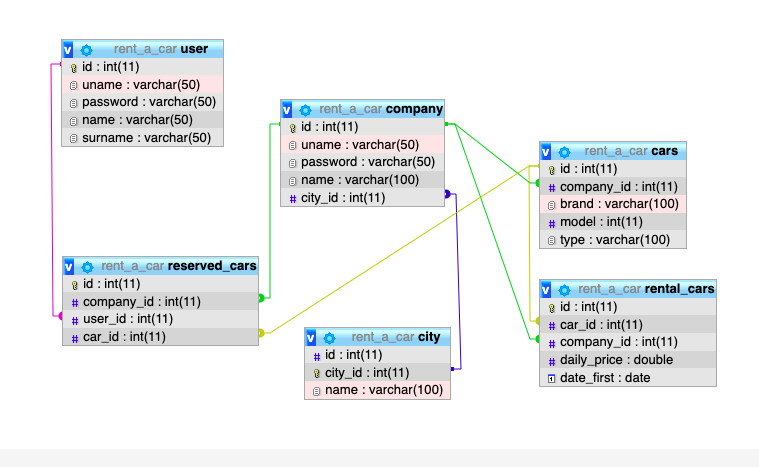 rent_a_car user
id : int(11)
uname : varchar(50)
password : varchar(50)
name : varchar(50)
surname : varchar(50)
rent_a_car company
id : int(11)
uname : varchar(50)
password : varchar(50)
name : varchar(100)
city_id : int(11)
rent_a_car cars
id : int(11)
company_id : int(11)
brand : varchar(100)
model : int(11)
type : varchar(100)
rent_a_car reserved_cars
id : int(11)
company_id : int(11)
user_id : int(11)
car_id : int(11)
rent_a_car city
id : int(11)
city_id : int(11)
name : varchar(100)
rent_a_car rental_cars
id : int(11)
car_id : int(11)
company_id : int(11)
daily_price : double
date_first : date